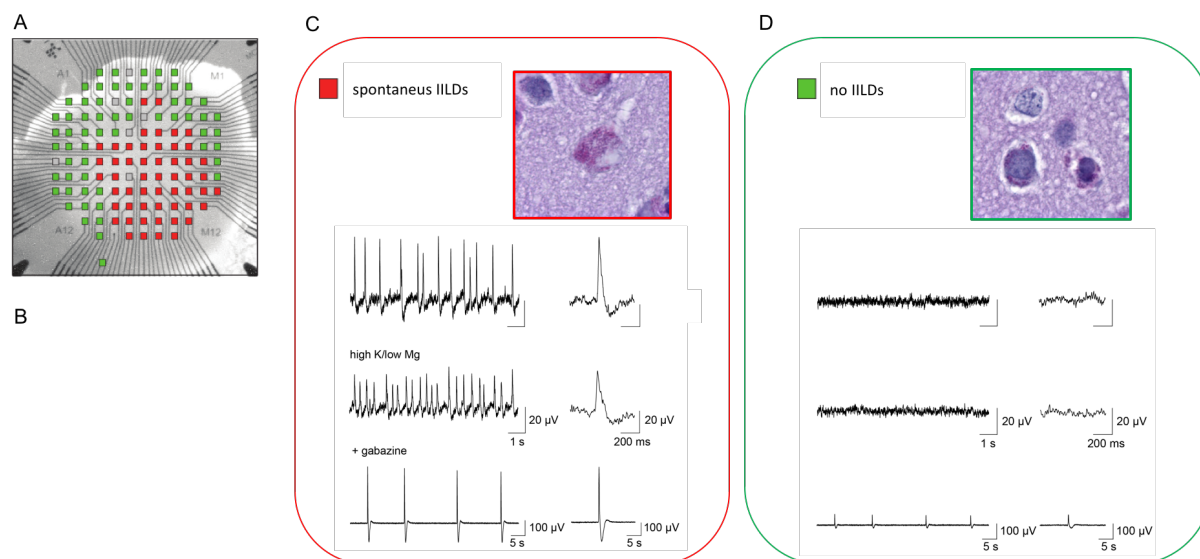 A
A1
M1
A12
M12
B
C
spontaneus IILDs
high K/low Mg
20 µV
1 s
20 µV
200 ms
+ gabazine
100 µV
5 s
100 µV
5 s
D
no IILDs
20 µV
1 s
20 µV
200 ms
100 µV
5 s
100 µV
5 s